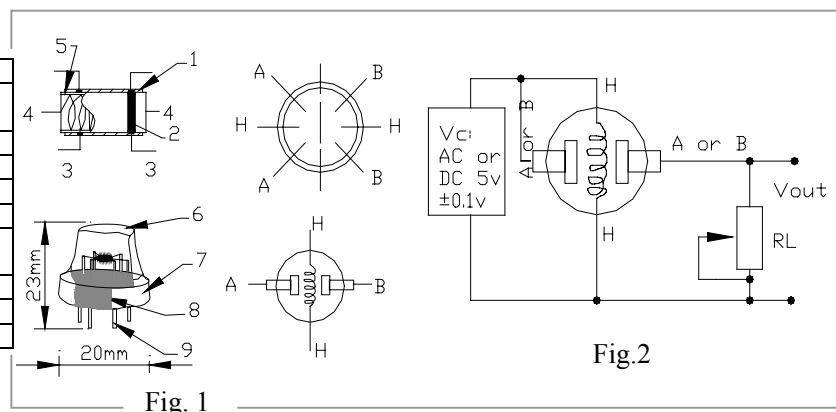 5
1
4
4
2
3
3
A
B
H
H
A
B
6
7
8
9
23mm
20mm
A
B
H
H
Fig. 1
Vc:
AC or
DC 5v
±0.1v
A or B
H
H
A or B
Vout
RL
Fig.2